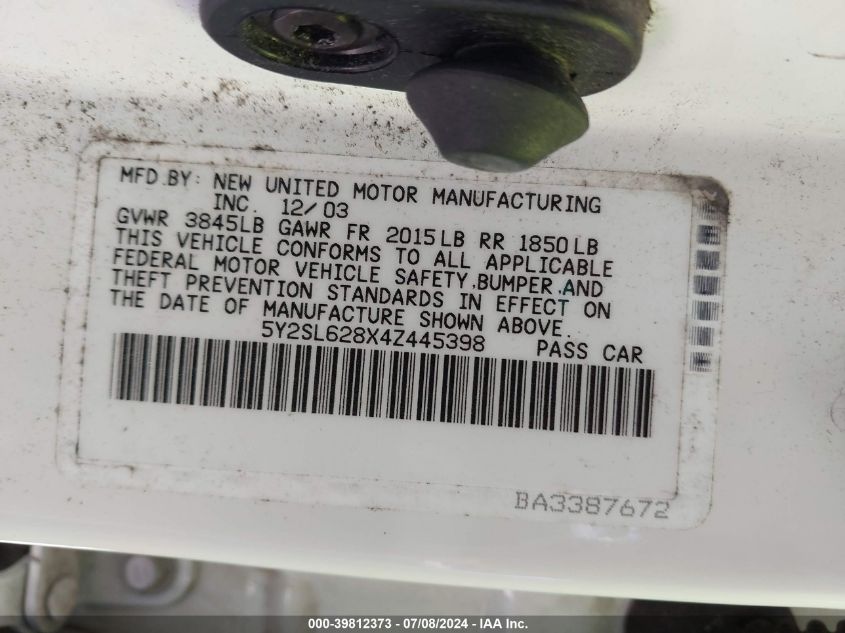 MFD.BY: NEW UNITED MOTOR MANUFACTURING
INC. 12/03
GVWR 3845LB GAWR FR 2015LB RR 1850LB
THIS VEHICLE CONFORMS TO ALL APPLICABLE
FEDERAL MOTOR VEHICLE SAFETY,BUMPER,AND
THEFT PREVENTION STANDARDS IN EFFECT ON
THE DATE OF MANUFACTURE SHOWN ABOVE.
5Y2SL628X4Z445398 PASS CAR
BA3387672
000-39812373 / 07/08/2024 - IAA Inc.